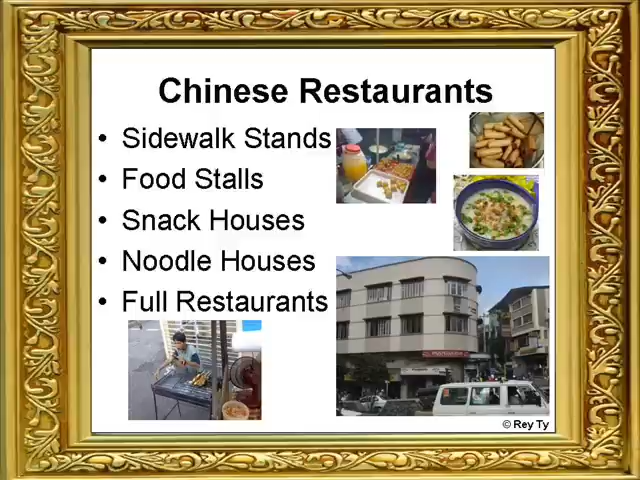 Chinese Restaurants
• Sidewalk Stands
• Food Stalls
• Snack Houses
• Noodle Houses
• Full Restaurants
© Rey Ty